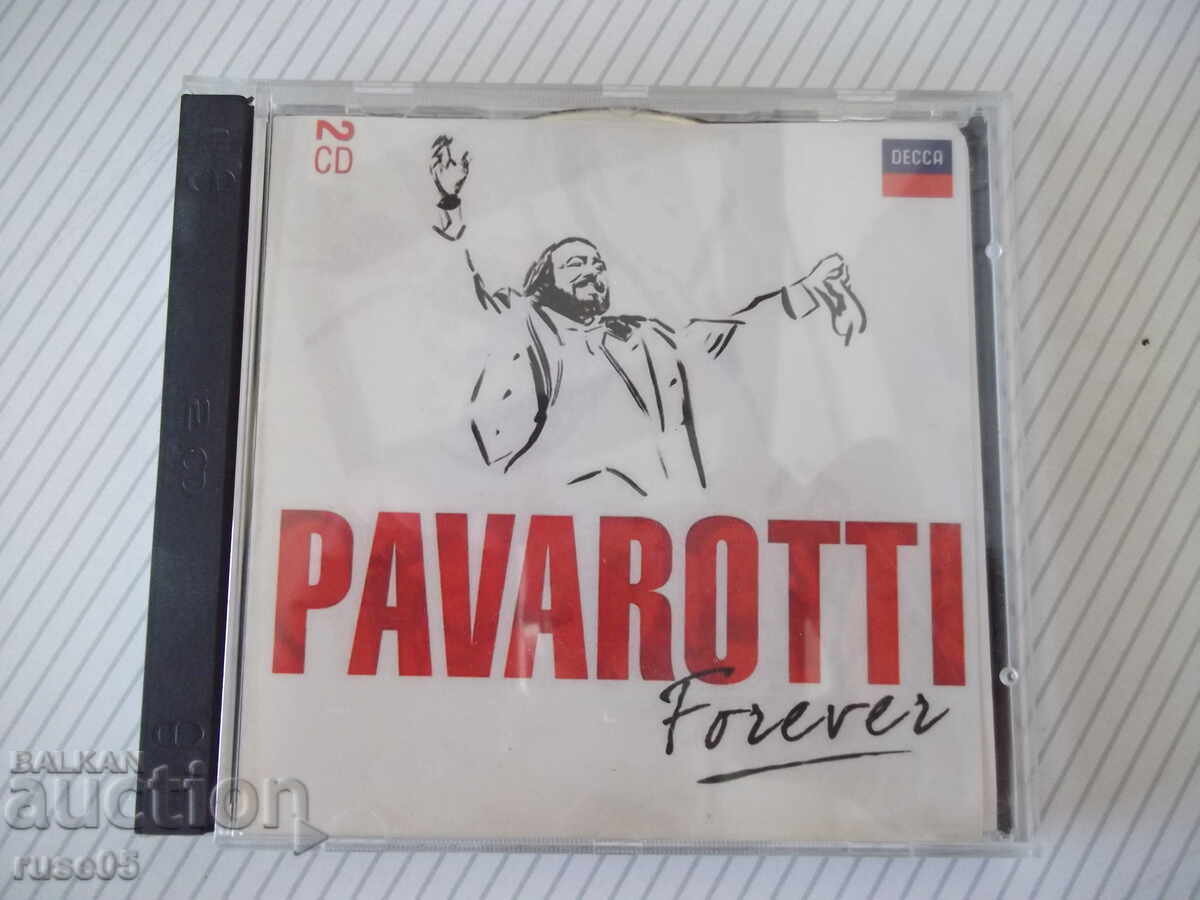 2
CD
DECCA
PAVAROTTI
Forever
BALKAN
auction
ruse05